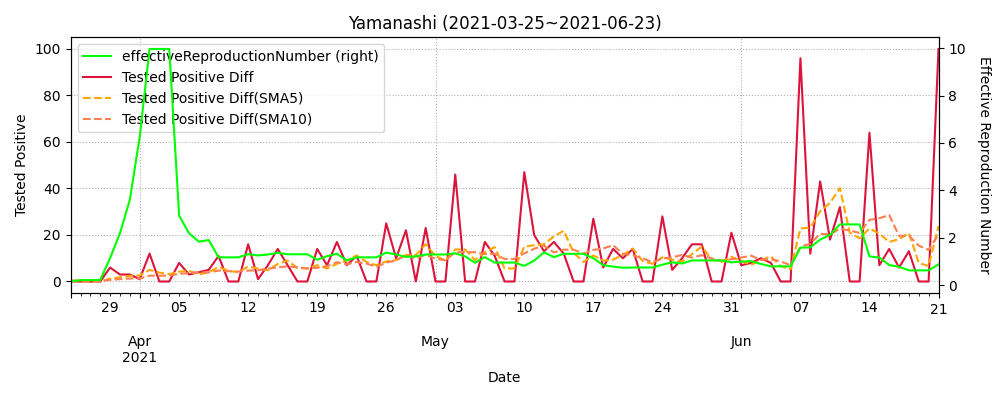 Yamanashi (2021-03-25~2021-06-23)
effectiveReproductionNumber (right)
Tested Positive Diff
Tested Positive Diff(SMA5)
Tested Positive Diff(SMA10)
Tested Positive
100
80
60
40
20
0
Effective Reproduction Number
10
8
6
4
2
0
29 05 12 19 26 03 10 17 24 31 07 14 21
Apr May Jun
2021
Date